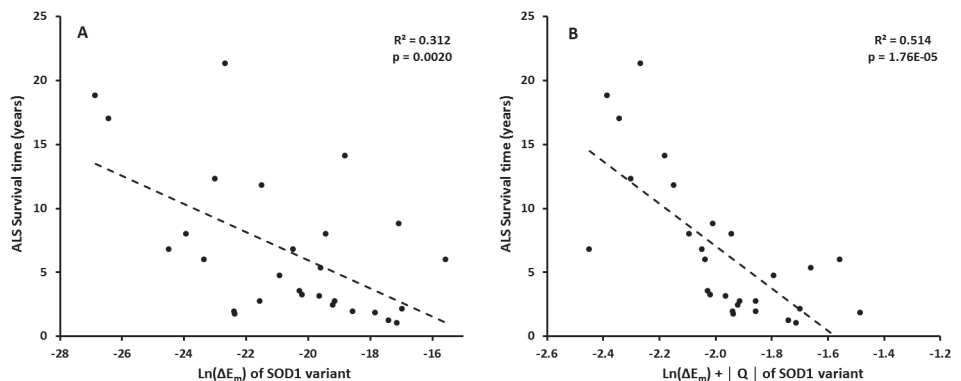 A
R² = 0.312
p = 0.0020
ALS Survival time (years)
25
20
15
10
5
0
-28
-26
-24
-22
-20
-18
-16
-14
Ln(ΔEm) of SOD1 variant
B
R² = 0.514
p = 1.76E-05
ALS Survival time (years)
25
20
15
10
5
0
-2.6
-2.4
-2.2
-2.0
-1.8
-1.6
-1.4
-1.2
Ln(ΔEm) + | Q | of SOD1 variant